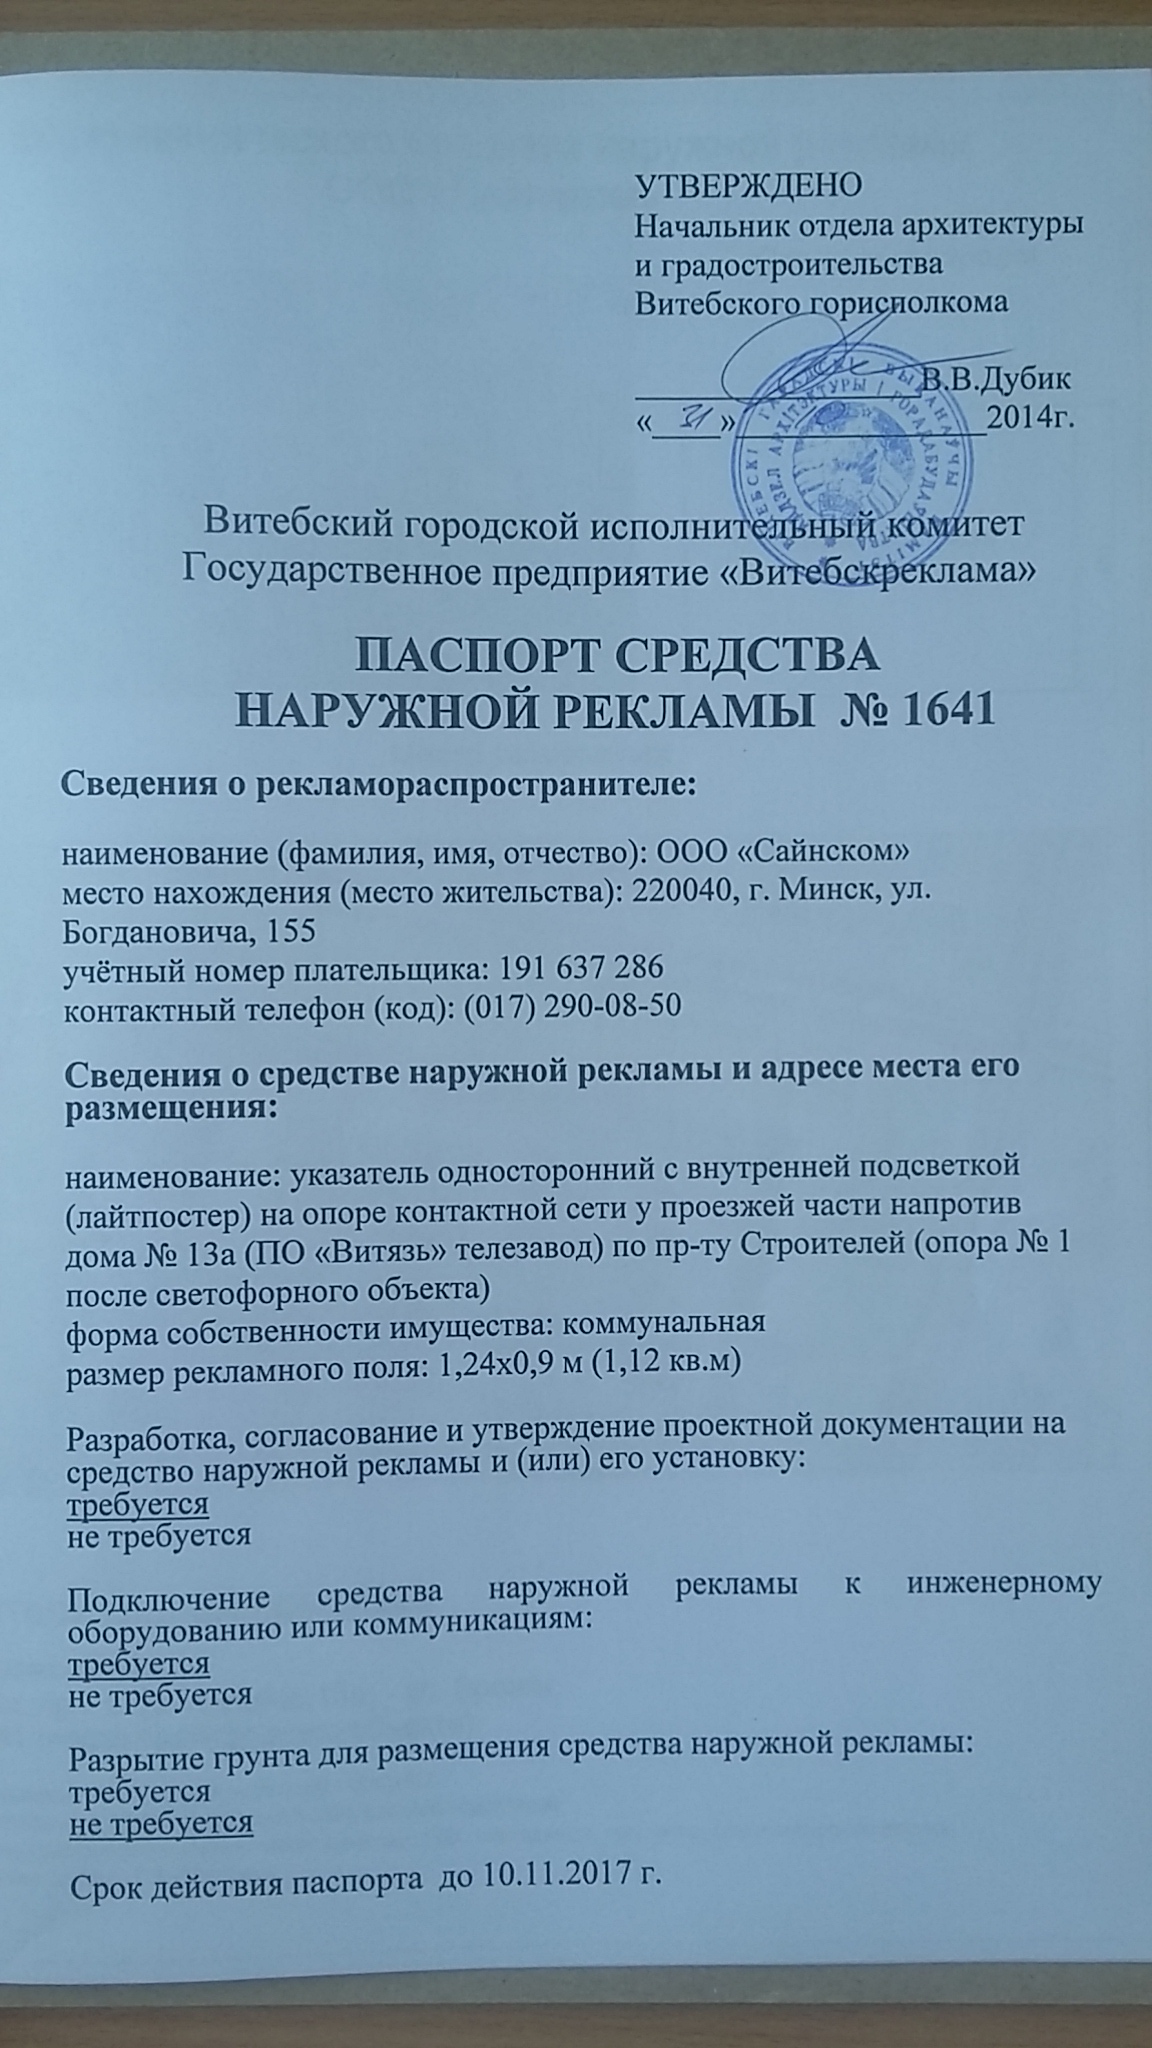 УТВЕРЖДЕНО
Начальник отдела архитектуры
и градостроительства
Витебского горисполкома
В.В.Дубик
« » 2014г.
Витебский городской исполнительный комитет
Государственное предприятие «Витебскреклама»
ПАСПОРТ СРЕДСТВА
НАРУЖНОЙ РЕКЛАМЫ № 1641
Сведения о рекламораспространителе:
наименование (фамилия, имя, отчество): ООО «Сайнском»
место нахождения (место жительства): 220040, г. Минск, ул.
Богдановича, 155
учётный номер плательщика: 191 637 286
контактный телефон (код): (017) 290-08-50
Сведения о средстве наружной рекламы и адресе места его
размещения:
наименование: указатель односторонний с внутренней подсветкой
(лайтпостер) на опоре контактной сети у проезжей части напротив
дома № 13а (ПО «Витязь» телезавод) по пр-ту Строителей (опора № 1
после светофорного объекта)
форма собственности имущества: коммунальная
размер рекламного поля: 1,24х0,9 м (1,12 кв.м)
Разработка, согласование и утверждение проектной документации на
средство наружной рекламы и (или) его установку:
требуется
не требуется
Подключение средства наружной рекламы к инженерному
оборудованию или коммуникациям:
требуется
не требуется
Разрытие грунта для размещения средства наружной рекламы:
требуется
не требуется
Срок действия паспорта до 10.11.2017 г.